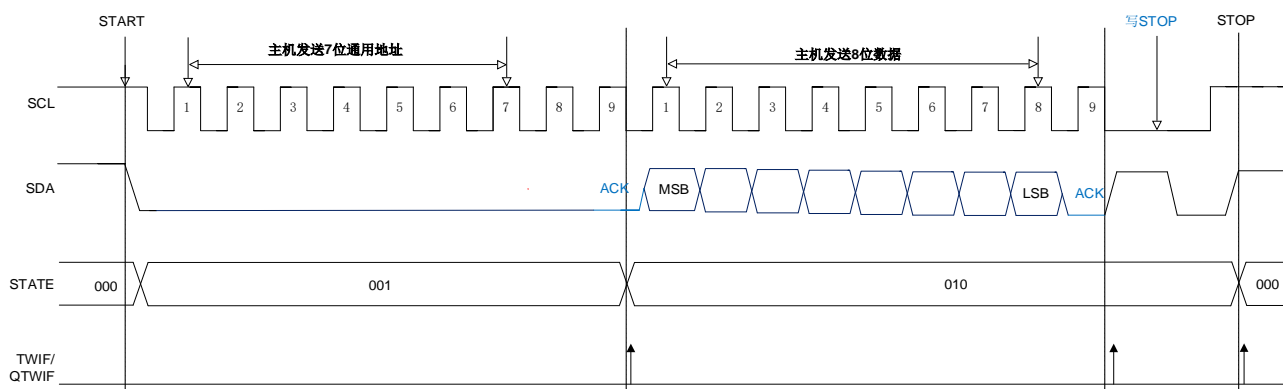 START
写STOP
STOP
主机发送7位通用地址
主机发送8位数据
SCL
1 2 3 4 5 6 7 8 9 1 2 3 4 5 6 7 8 9
SDA
ACK
MSB
LSB
ACK
STATE
000
001
010
000
TWIF/
QTWIF